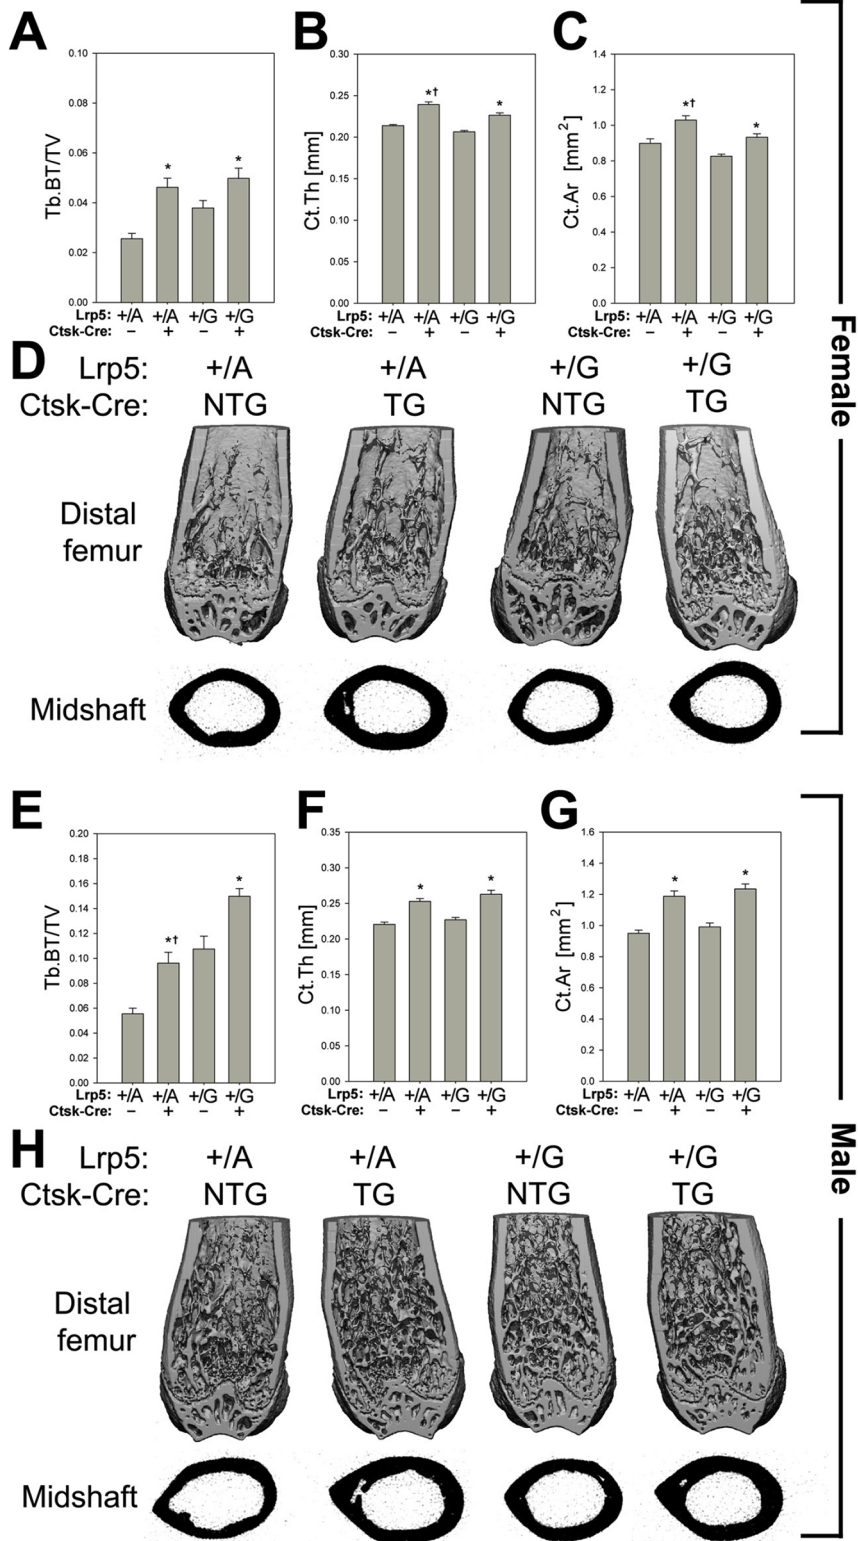 A
B
C
0.10
0.08
0.06
0.04
0.02
0.00
Tb.BT/TV
*
*
Lrp5: +/A +/A +/G +/G
Ctsk-Cre: – + – +
0.30
0.25
0.20
0.15
0.10
0.05
0.00
Ct.Th [mm]
*†
*
Lrp5: +/A +/A +/G +/G
Ctsk-Cre: – + – +
1.4
1.2
1.0
0.8
0.6
0.4
0.2
0.0
Ct.Ar [mm²]
*†
*
Lrp5: +/A +/A +/G +/G
Ctsk-Cre: – + – +
Female
D
Lrp5: +/A +/A +/G +/G
Ctsk-Cre: NTG TG NTG TG
Distal
femur
Midshaft
E
F
G
0.20
0.18
0.16
0.14
0.12
0.10
0.08
0.06
0.04
0.02
0.00
Tb.BT/TV
*†
*
Lrp5: +/A +/A +/G +/G
Ctsk-Cre: – + – +
0.35
0.30
0.25
0.20
0.15
0.10
0.05
0.00
Ct.Th [mm]
*
*
Lrp5: +/A +/A +/G +/G
Ctsk-Cre: – + – +
1.6
1.4
1.2
1.0
0.8
0.6
0.4
0.2
0.0
Ct.Ar [mm²]
*
*
Lrp5: +/A +/A +/G +/G
Ctsk-Cre: – + – +
Male
H
Lrp5: +/A +/A +/G +/G
Ctsk-Cre: NTG TG NTG TG
Distal
femur
Midshaft